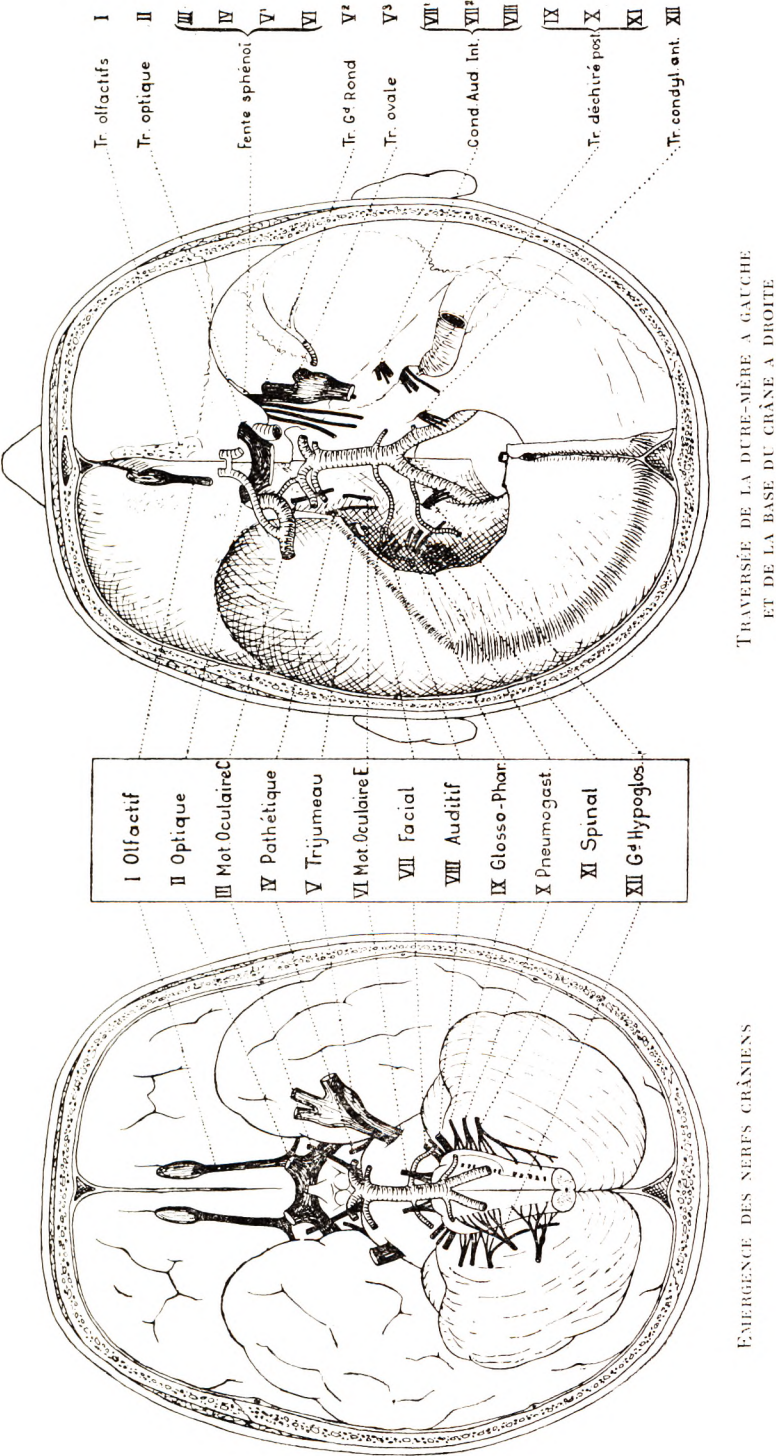 I Olfactif
II Optique
III Mot.Oculaire C
IV Pathétique
V Trijumeau
VI Mot.Oculaire E.
VII Facial
VIII Auditif
IX Glosso-Phar.
X Pneumogast.
XI Spinal
XII Gd Hypoglos.
Tr. olfactifs I
Tr. optique II
Fente sphénoï III IV V¹ VI
Tr. Gd Rond V²
Tr. ovale V³
Cond. Aud. Int. VII¹ VII² VIII
Tr. déchiré post IX X XI
Tr. condyl. ant. XII
EMERGENCE DES NERFS CRÂNIENS
TRAVERSÉE DE LA DURE-MÈRE A GAUCHE
ET DE LA BASE DU CRÂNE A DROITE